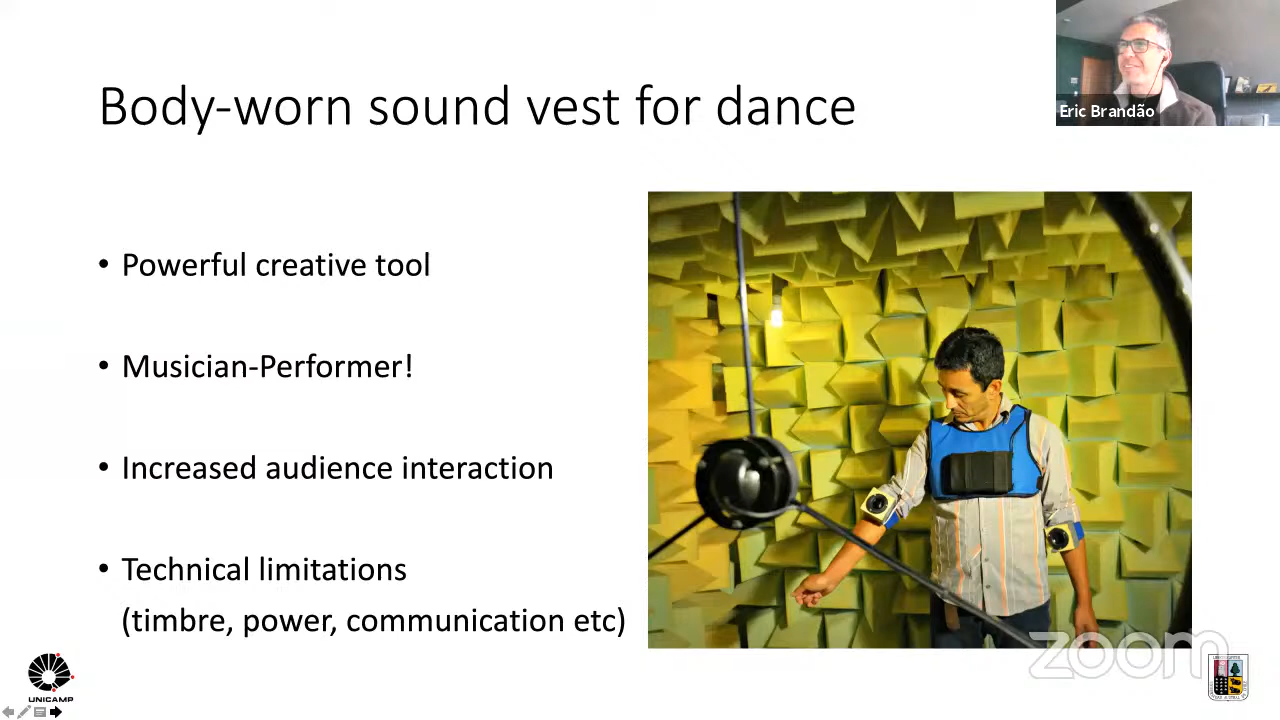 Body-worn sound vest for dance
Eric Brandão
• Powerful creative tool
• Musician-Performer!
• Increased audience interaction
• Technical limitations
(timbre, power, communication etc)
zoom
UNICAMP